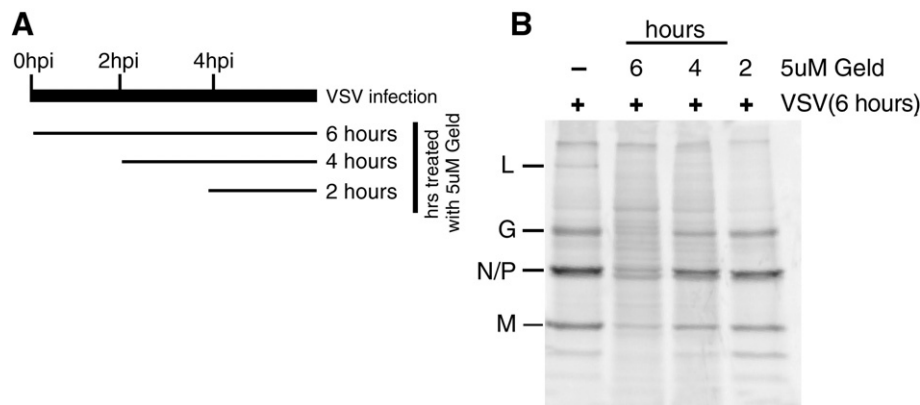 A
0hpi 2hpi 4hpi
VSV infection
6 hours
4 hours
2 hours
hrs treated
with 5uM Geld
B
hours
– 6 4 2 5uM Geld
+ + + + VSV(6 hours)
L
G
N/P
M